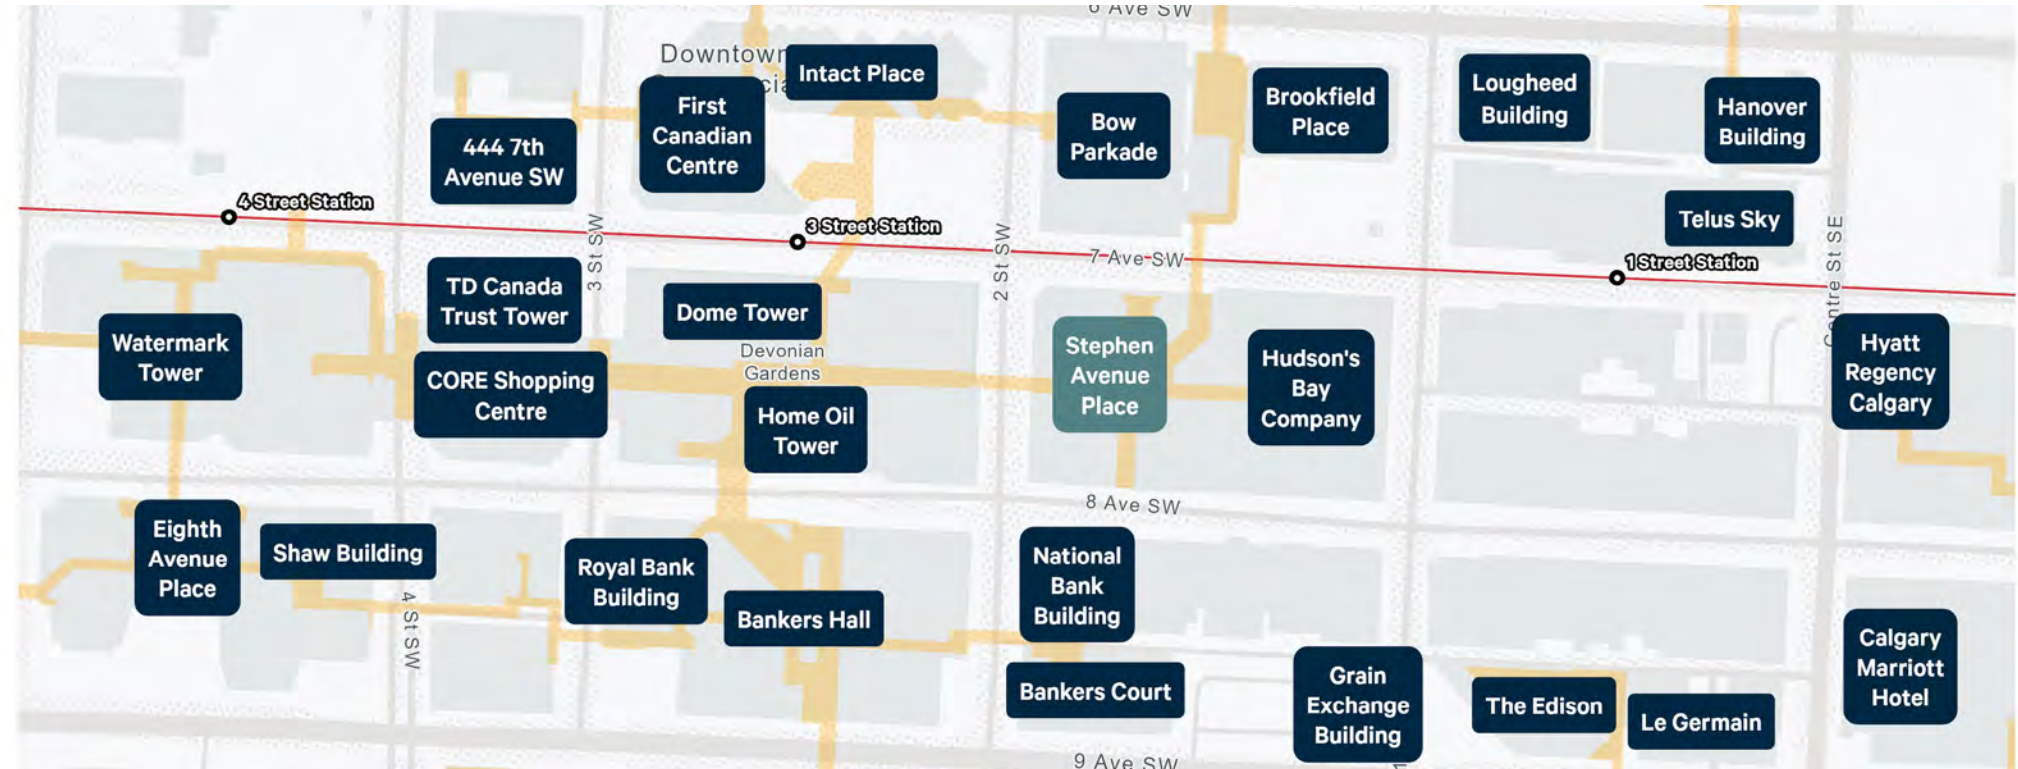 6 Ave SW
Downtown
Intact Place
First
Canadian
Centre
444 7th
Avenue SW
Bow
Parkade
Brookfield
Place
Lougheed
Building
Hanover
Building
Telus Sky
4 Street Station
3 Street Station
1 Street Station
3 St SW
2 St SW
7 Ave SW
Centre St SE
Watermark
Tower
TD Canada
Trust Tower
CORE Shopping
Centre
Dome Tower
Devonian
Gardens
Home Oil
Tower
Stephen
Avenue
Place
Hudson's
Bay
Company
Hyatt
Regency
Calgary
8 Ave SW
Eighth
Avenue
Place
Shaw Building
4 St SW
Royal Bank
Building
Bankers Hall
National
Bank
Building
Bankers Court
Grain
Exchange
Building
The Edison
Le Germain
Calgary
Marriott
Hotel
9 Ave SW